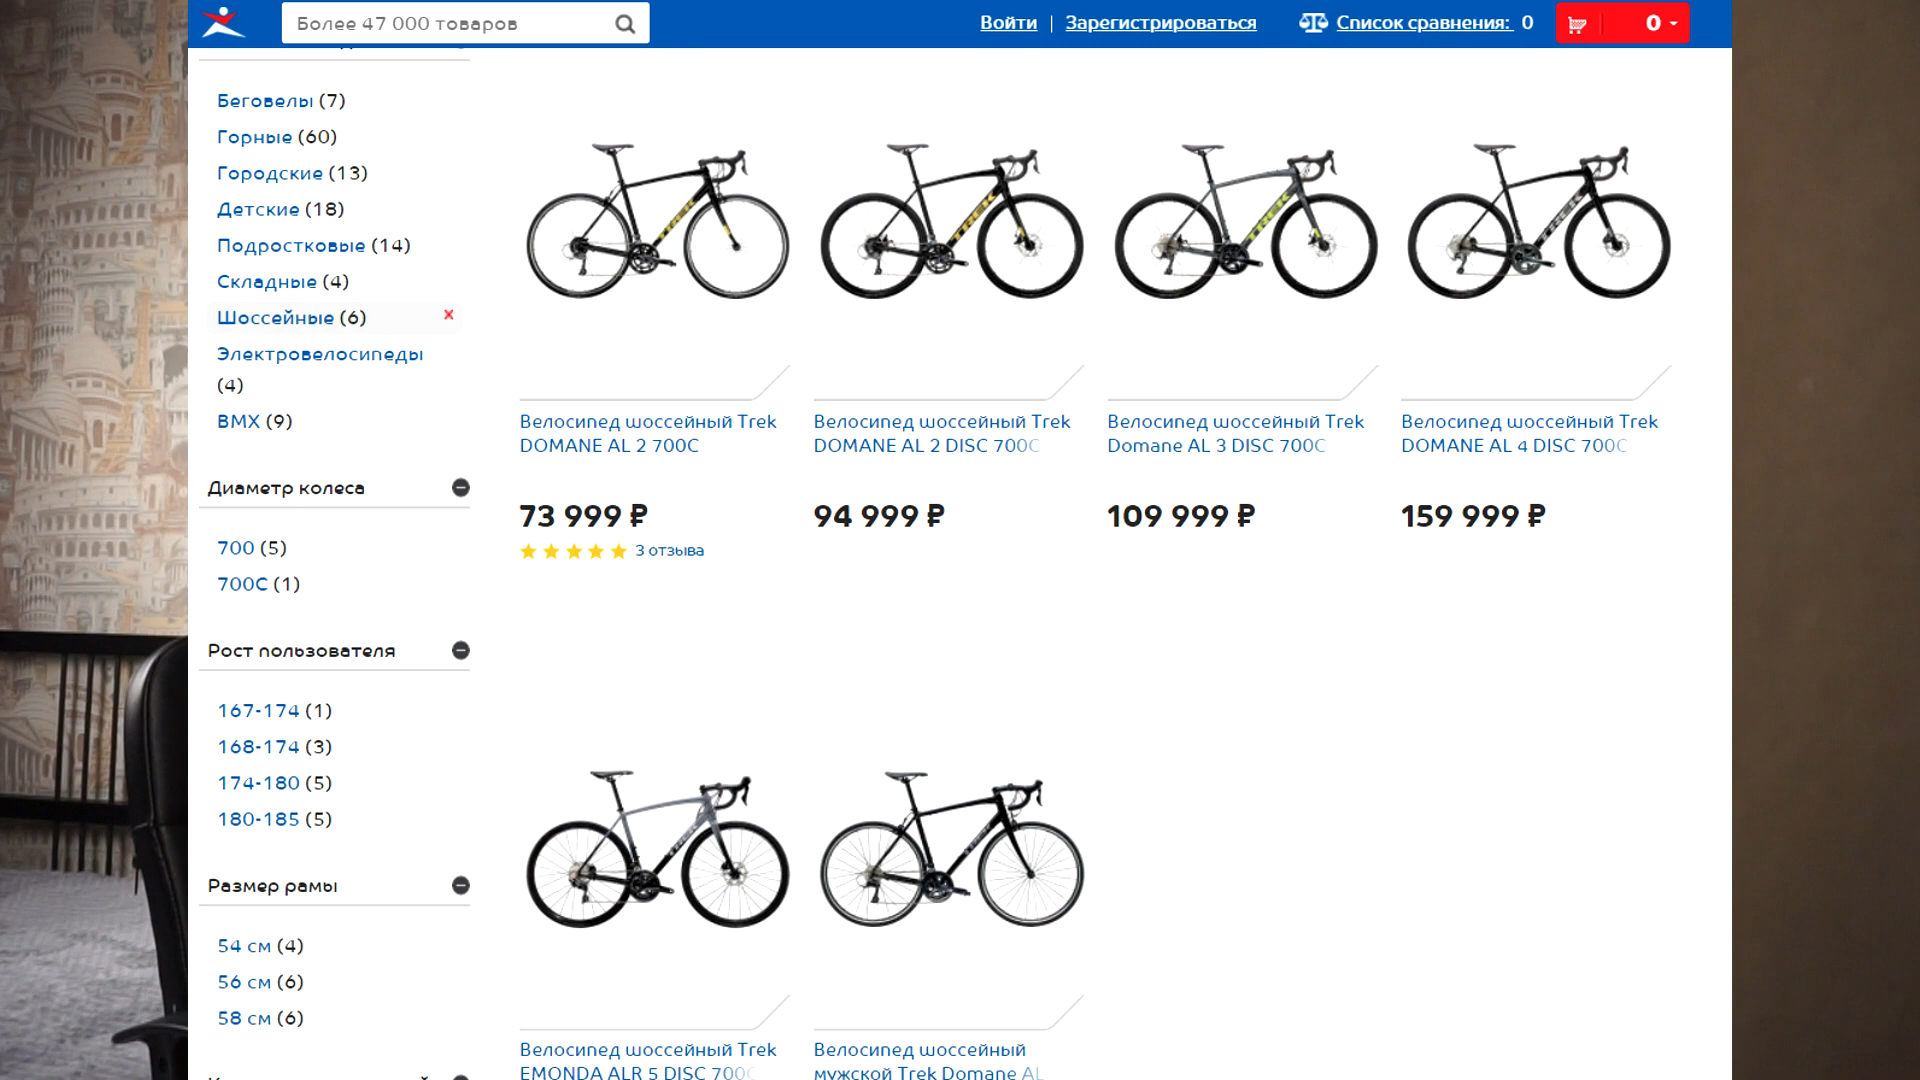 Более 47 000 товаров
Войти | Зарегистрироваться
Список сравнения: 0
0
Беговелы (7)
Горные (60)
Городские (13)
Детские (18)
Подростковые (14)
Складные (4)
Шоссейные (6) x
Электровелосипеды
(4)
BMX (9)
Диаметр колеса
700 (5)
700C (1)
Рост пользователя
167-174 (1)
168-174 (3)
174-180 (5)
180-185 (5)
Размер рамы
54 см (4)
56 см (6)
58 см (6)
TREK
TREK
TREK
TREK
Велосипед шоссейный Trek
DOMANE AL 2 700C
73 999 ₽
3 отзыва
Велосипед шоссейный Trek
DOMANE AL 2 DISC 700C
94 999 ₽
Велосипед шоссейный Trek
Domane AL 3 DISC 700C
109 999 ₽
Велосипед шоссейный Trek
DOMANE AL 4 DISC 700C
159 999 ₽
TREK
TREK
Велосипед шоссейный Trek
EMONDA ALR 5 DISC 700C
Велосипед шоссейный
мужской Trek Domane AL